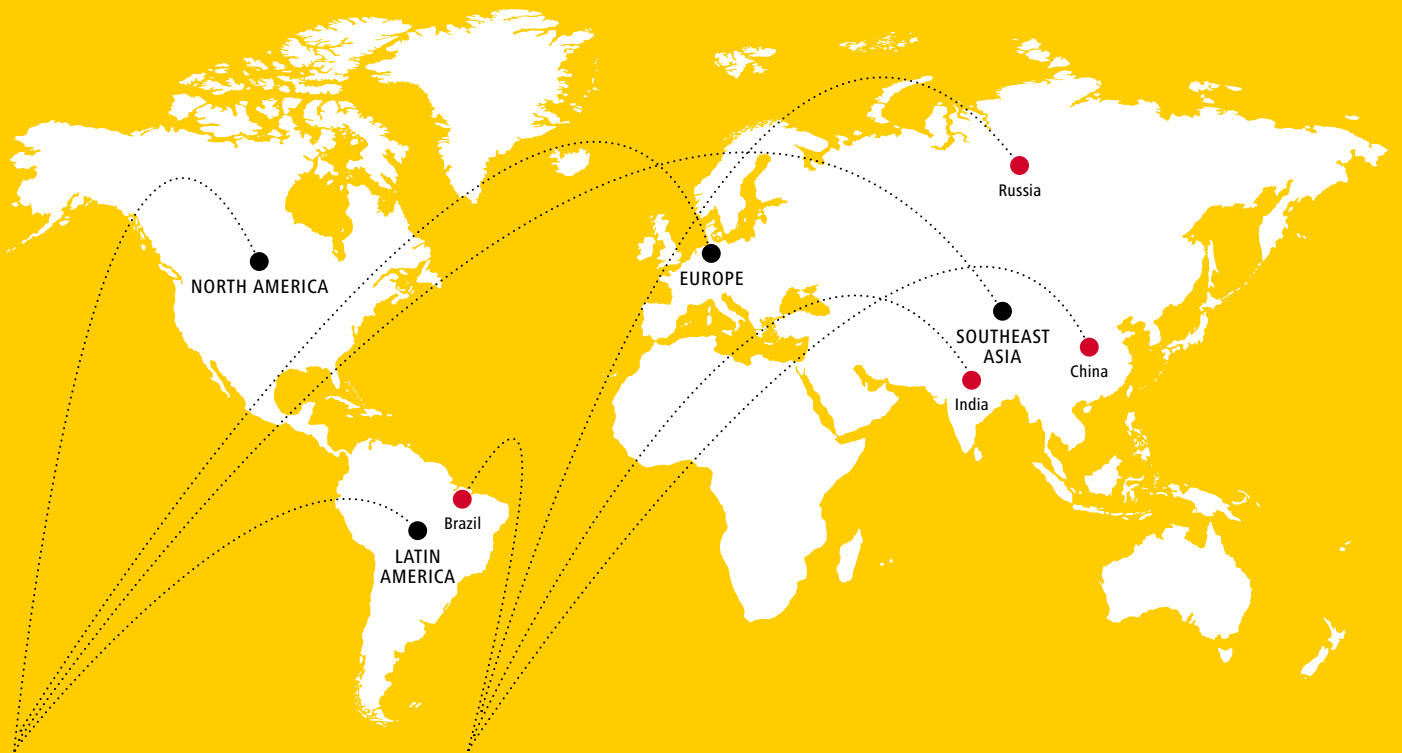 Russia
NORTH AMERICA
EUROPE
SOUTHEAST
ASIA
China
India
Brazil
LATIN
AMERICA